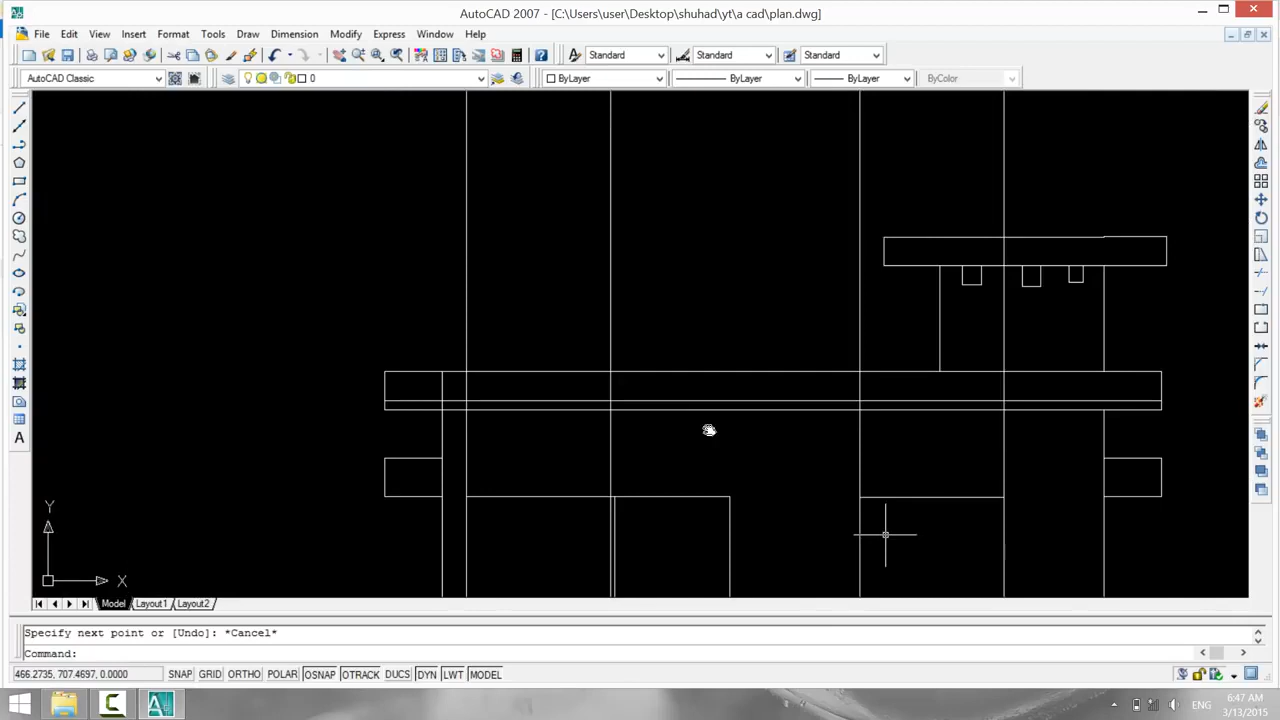 AutoCAD 2007 - [C:\Users\user\Desktop\shuhad\yt\a cad\plan.dwg]
File Edit View Insert Format Tools Draw Dimension Modify Express Window Help
Standard Standard Standard
AutoCAD Classic 0 ByLayer ByLayer ByLayer ByColor
A
Y
X
Model Layout1 Layout2
Specify next point or [Undo]: *Cancel*
Command:
466.2735, 707.4697, 0.0000 SNAP GRID ORTHO POLAR OSNAP OTRACK DUCS DYN LWT MODEL
ENG 6:47 AM
3/13/2015